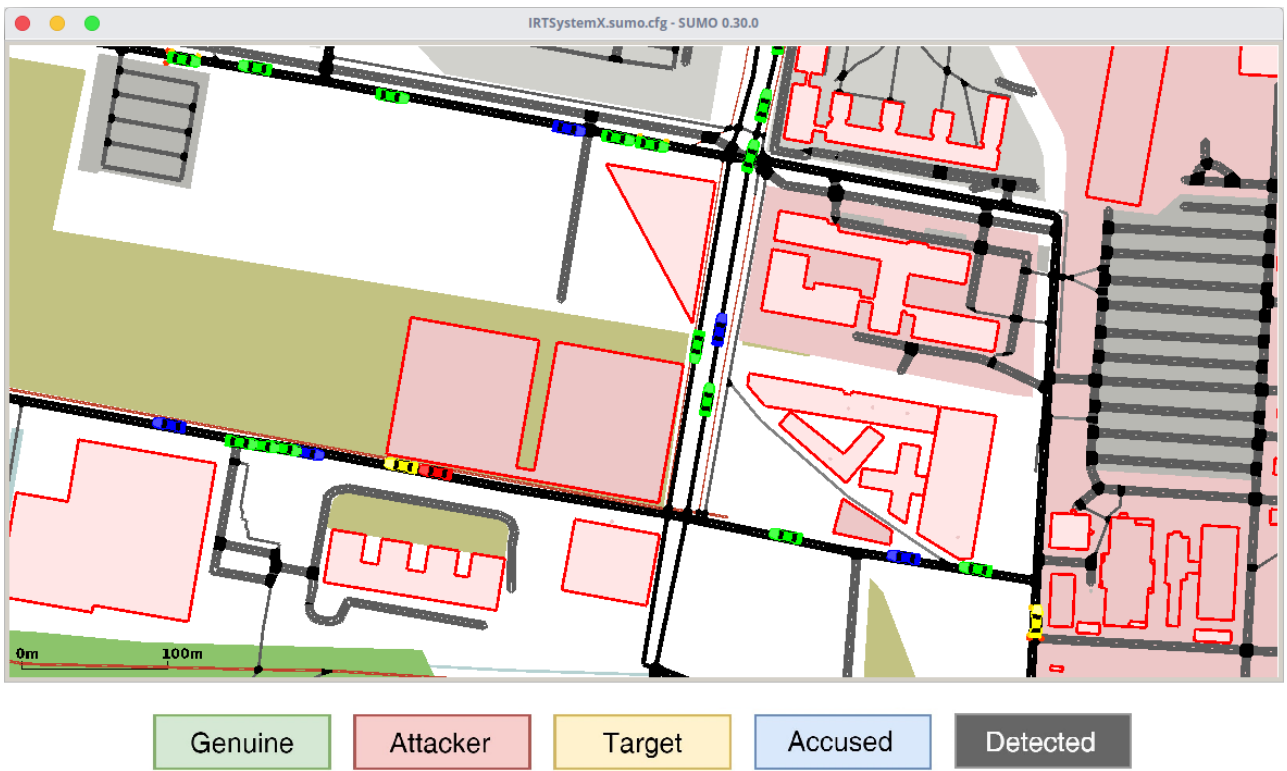 IRTSystemX.sumo.cfg - SUMO 0.30.0
0m 100m
Genuine Attacker Target Accused Detected